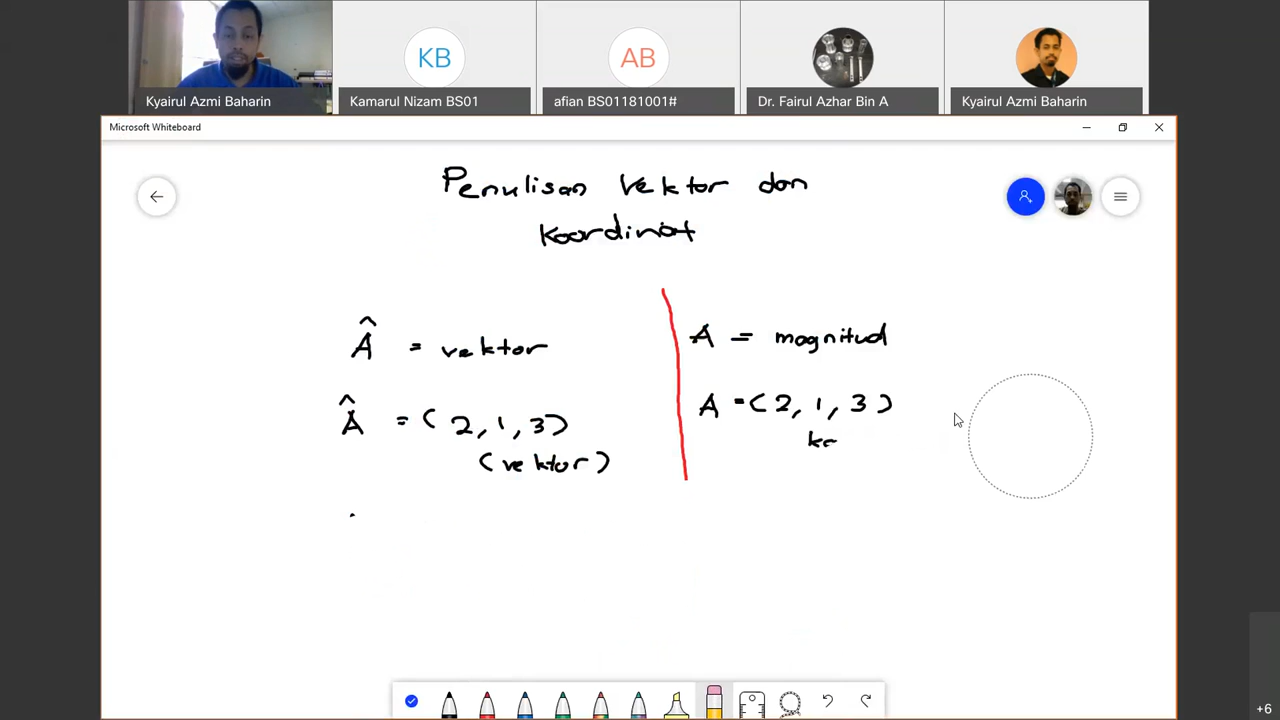 KB
AB
Kyairul Azmi Baharin
Kamarul Nizam BS01
afian BS01181001#
Dr. Fairul Azhar Bin A
Kyairul Azmi Baharin
Microsoft Whiteboard
Penulisan Vektor dan
Koordinat
Â = vektor
A = magnitud
Â = (2, 1, 3)
A = (2, 1, 3)
(vektor)
ko
+6